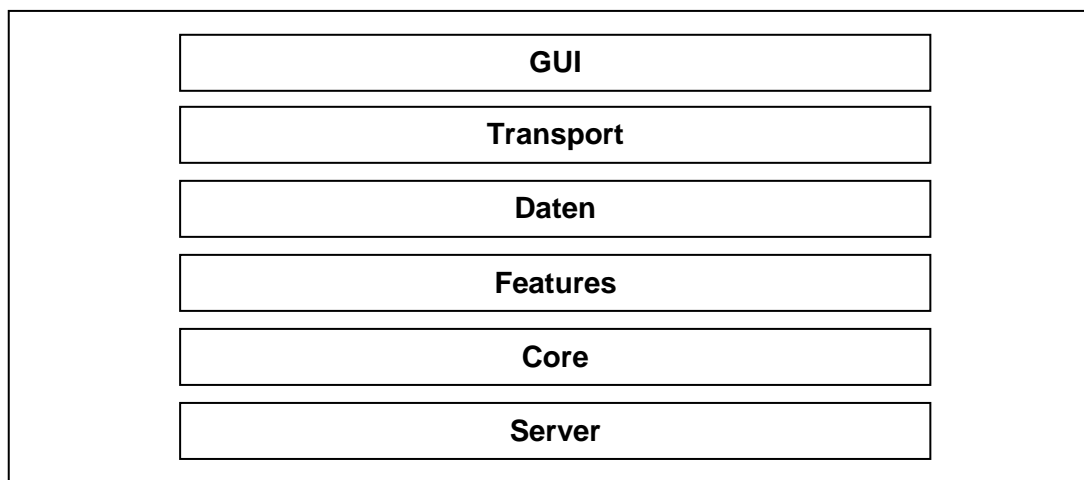 GUI
Transport
Daten
Features
Core
Server